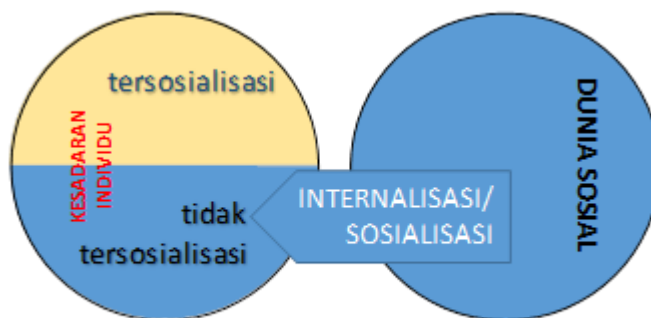 tersosialisasi
KESADARAN
INDIVIDU
tidak
tersosialisasi
INTERNALISASI/
SOSIALISASI
DUNIA SOSIAL